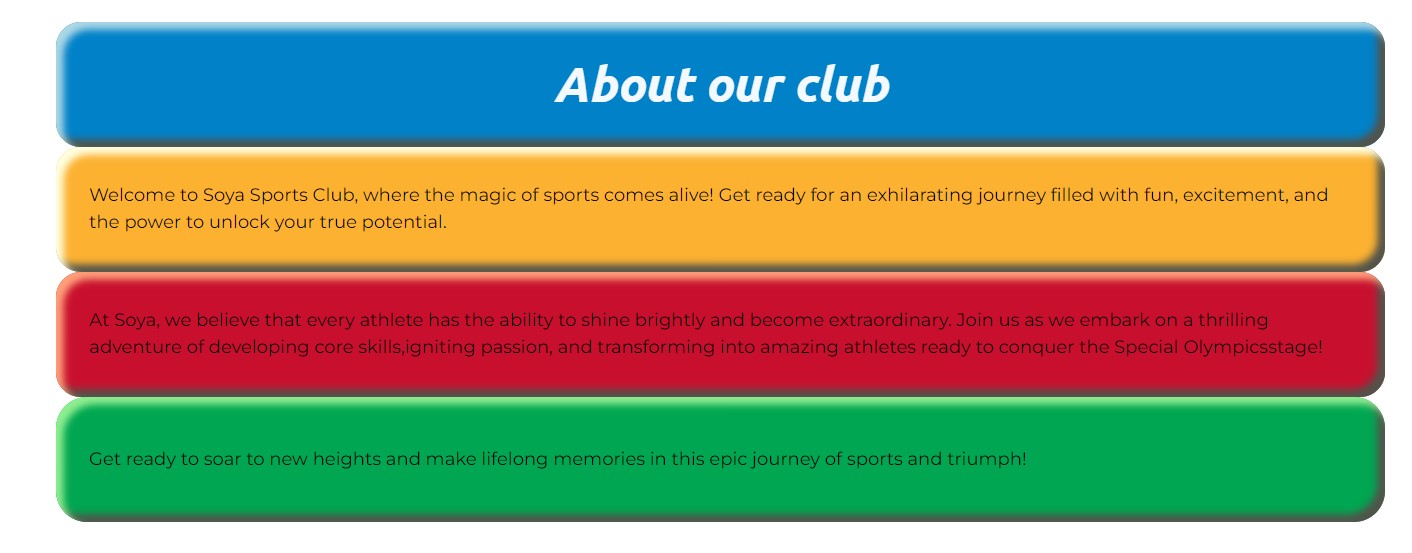 About our club
Welcome to Soya Sports Club, where the magic of sports comes alive! Get ready for an exhilarating journey filled with fun, excitement, and
the power to unlock your true potential.
At Soya, we believe that every athlete has the ability to shine brightly and become extraordinary. Join us as we embark on a thrilling
adventure of developing core skills,igniting passion, and transforming into amazing athletes ready to conquer the Special Olympicsstage!
Get ready to soar to new heights and make lifelong memories in this epic journey of sports and triumph!